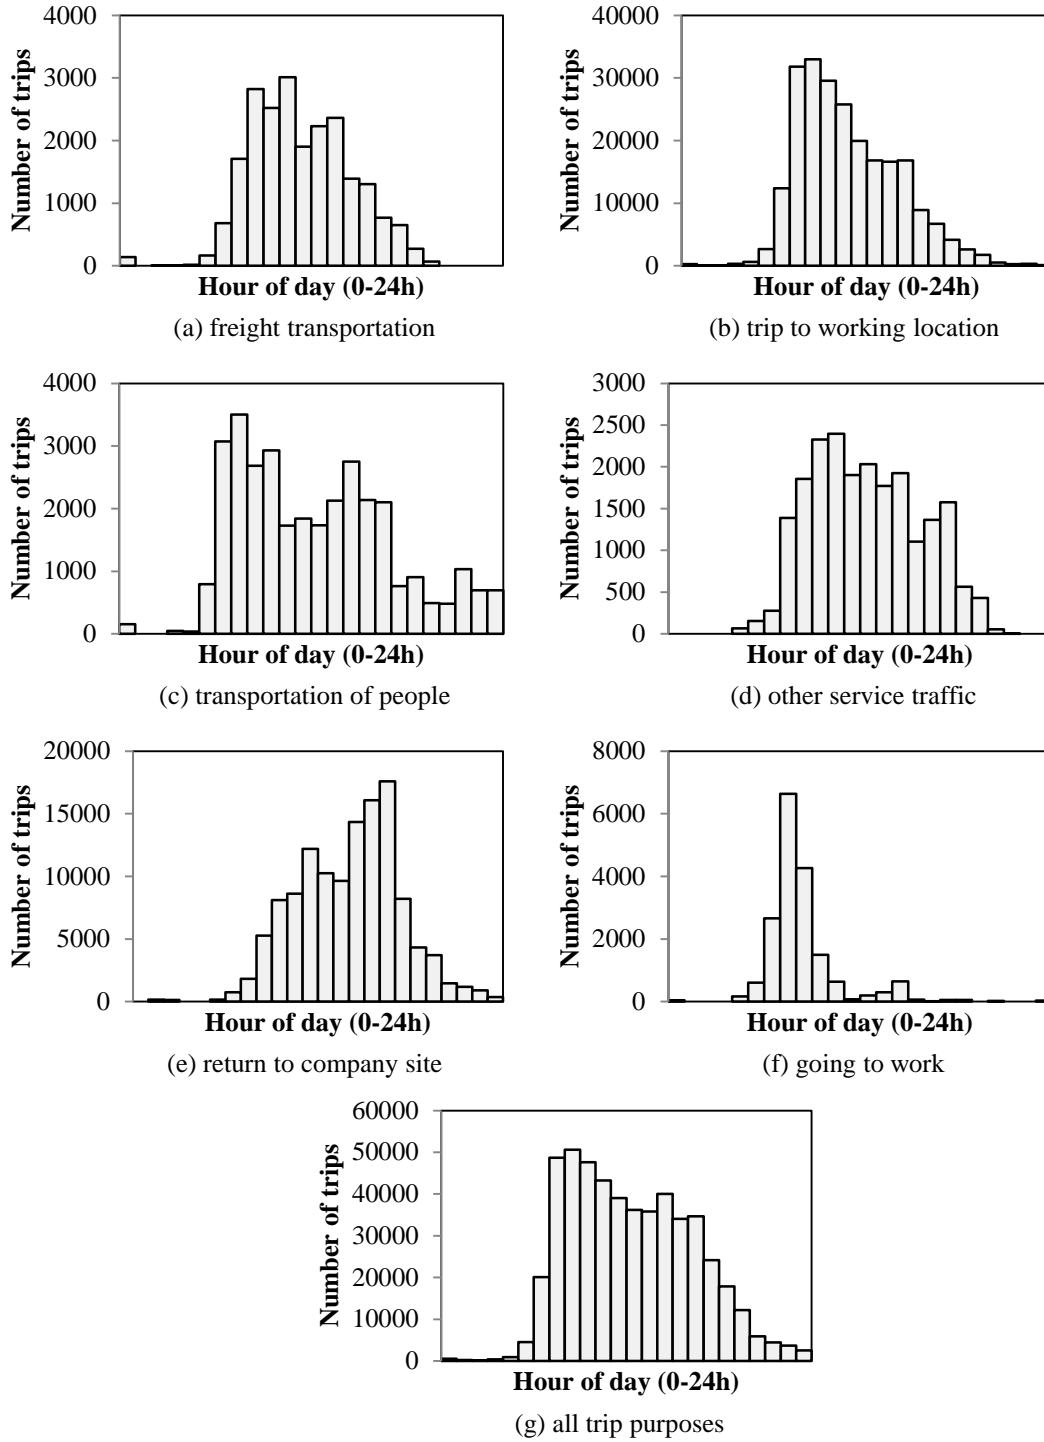 4000
3000
2000
1000
0
Number of trips
Hour of day (0-24h)
(a) freight transportation
40000
30000
20000
10000
0
Number of trips
Hour of day (0-24h)
(b) trip to working location
4000
3000
2000
1000
0
Number of trips
Hour of day (0-24h)
(c) transportation of people
3000
2500
2000
1500
1000
500
0
Number of trips
Hour of day (0-24h)
(d) other service traffic
20000
15000
10000
5000
0
Number of trips
Hour of day (0-24h)
(e) return to company site
8000
6000
4000
2000
0
Number of trips
Hour of day (0-24h)
(f) going to work
60000
50000
40000
30000
20000
10000
0
Number of trips
Hour of day (0-24h)
(g) all trip purposes